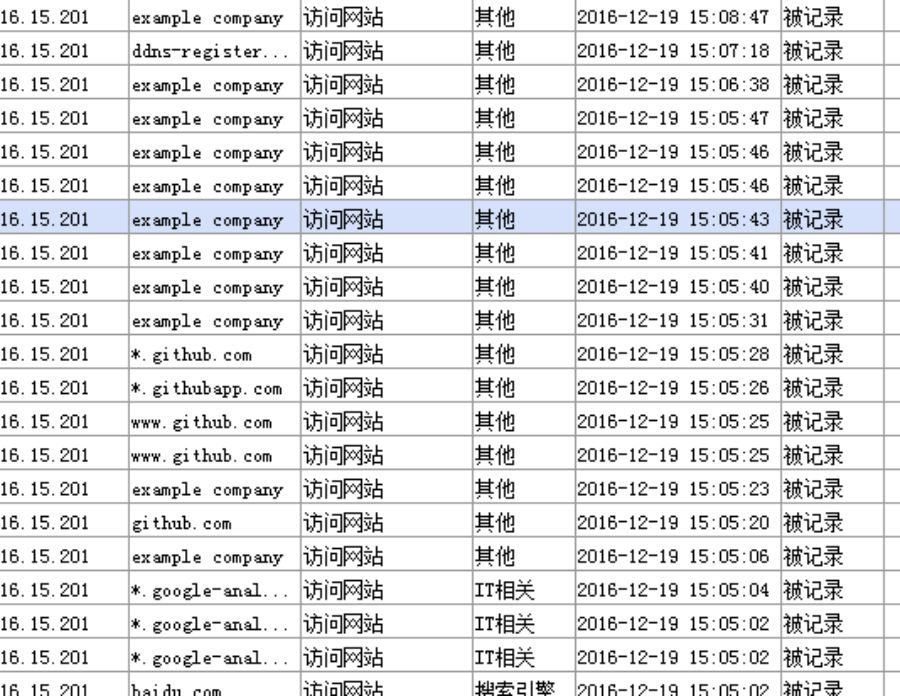 16.15.201 example company 访问网站 其他 2016-12-19 15:08:47 被记录
16.15.201 ddns-register... 访问网站 其他 2016-12-19 15:07:18 被记录
16.15.201 example company 访问网站 其他 2016-12-19 15:06:38 被记录
16.15.201 example company 访问网站 其他 2016-12-19 15:05:47 被记录
16.15.201 example company 访问网站 其他 2016-12-19 15:05:46 被记录
16.15.201 example company 访问网站 其他 2016-12-19 15:05:46 被记录
16.15.201 example company 访问网站 其他 2016-12-19 15:05:43 被记录
16.15.201 example company 访问网站 其他 2016-12-19 15:05:41 被记录
16.15.201 example company 访问网站 其他 2016-12-19 15:05:40 被记录
16.15.201 example company 访问网站 其他 2016-12-19 15:05:31 被记录
16.15.201 *.github.com 访问网站 其他 2016-12-19 15:05:28 被记录
16.15.201 *.githubapp.com 访问网站 其他 2016-12-19 15:05:26 被记录
16.15.201 www.github.com 访问网站 其他 2016-12-19 15:05:25 被记录
16.15.201 www.github.com 访问网站 其他 2016-12-19 15:05:25 被记录
16.15.201 example company 访问网站 其他 2016-12-19 15:05:23 被记录
16.15.201 github.com 访问网站 其他 2016-12-19 15:05:20 被记录
16.15.201 example company 访问网站 其他 2016-12-19 15:05:06 被记录
16.15.201 *.google-anal... 访问网站 IT相关 2016-12-19 15:05:04 被记录
16.15.201 *.google-anal... 访问网站 IT相关 2016-12-19 15:05:02 被记录
16.15.201 *.google-anal... 访问网站 IT相关 2016-12-19 15:05:02 被记录
16.15.201 baidu.com 访问网站 搜索引擎 2016-12-19 15:05:02 被记录